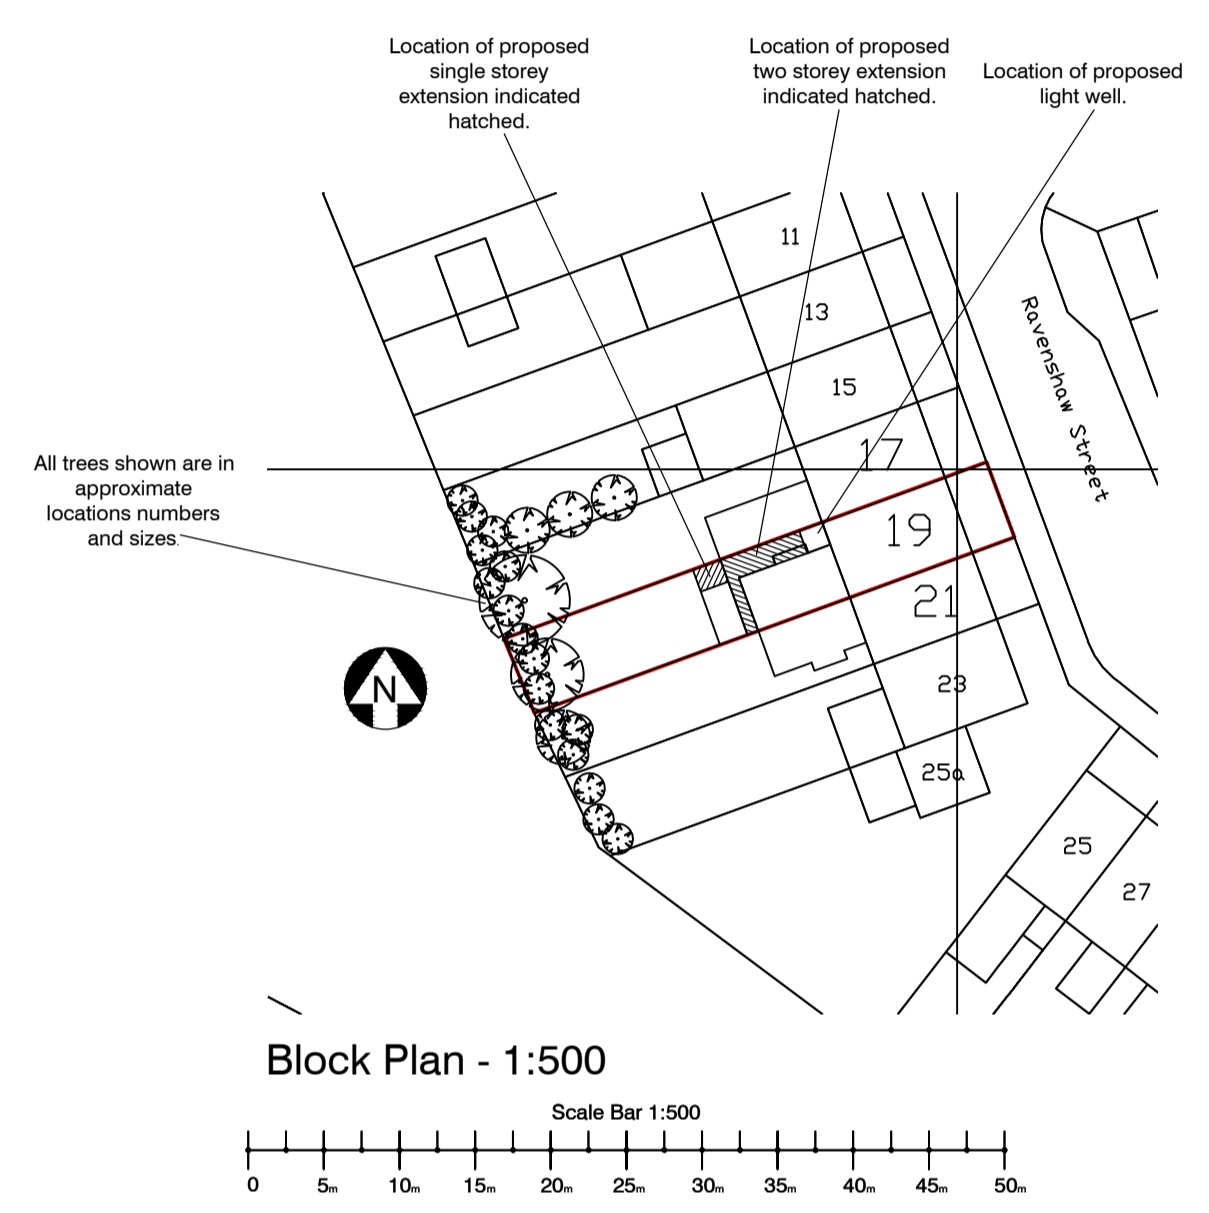 Location of proposed
single storey
extension indicated
hatched.
Location of proposed
two storey extension
indicated hatched.
Location of proposed
light well.
11
13
15
17
19
21
23
25a
25
27
Ravenshaw Street
All trees shown are in
approximate
locations numbers
and sizes.
N
Block Plan - 1:500
Scale Bar 1:500
0 5m 10m 15m 20m 25m 30m 35m 40m 45m 50m